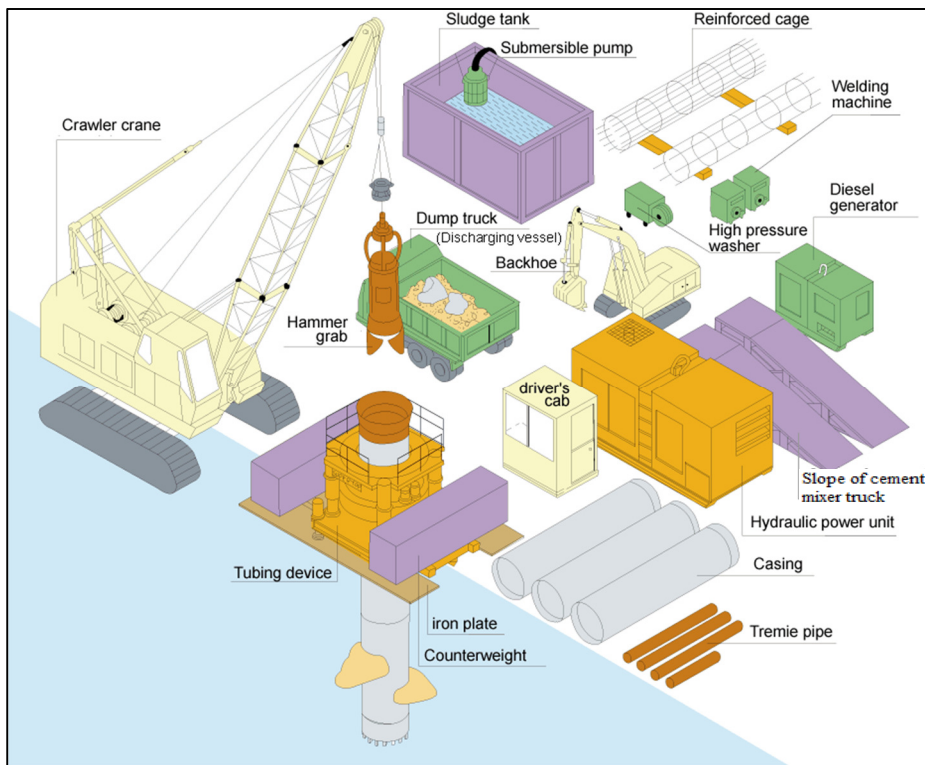 Sludge tank
Submersible pump
Reinforced cage
Welding
machine
Crawler crane
Diesel
generator
High pressure
washer
Dump truck
(Discharging vessel)
Backhoe
Hammer
grab
driver's
cab
Slope of cement
mixer truck
Hydraulic power unit
Tubing device
Casing
iron plate
Tremie pipe
Counterweight